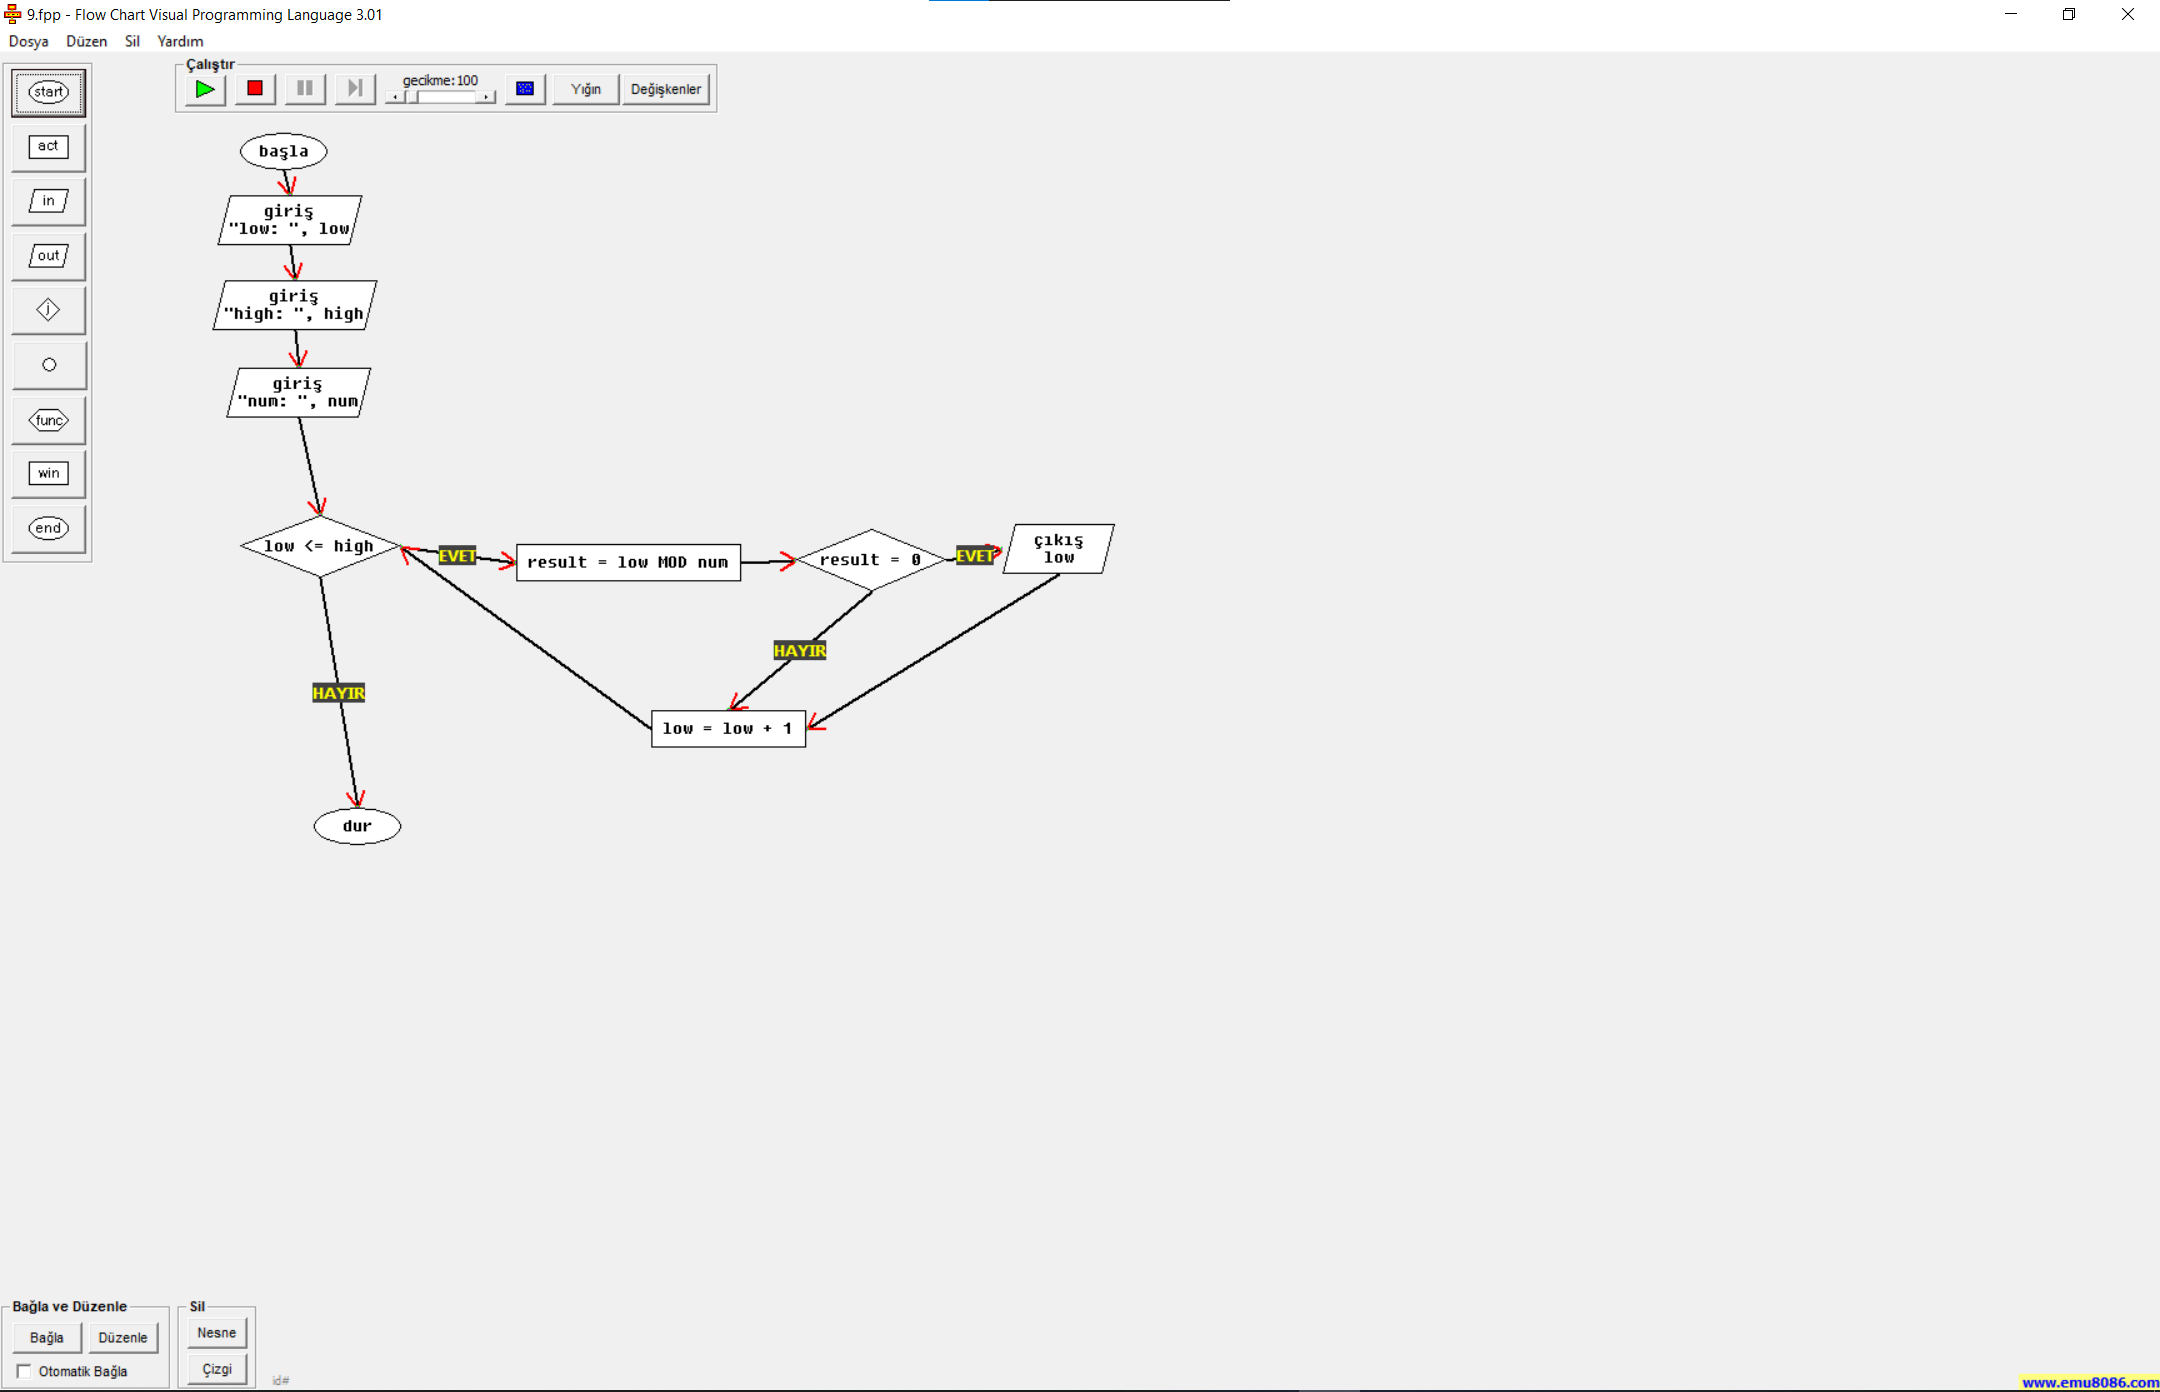 9.fpp - Flow Chart Visual Programming Language 3.01
Dosya Düzen Sil Yardım
Çalıştır
gecikme:100
Yığın
Değişkenler
start
act
in
out
j
func
win
end
başla
giriş
"low: ", low
giriş
"high: ", high
giriş
"num: ", num
low <= high
EVET
result = low MOD num
result = 0
EVET
çıkış
low
HAYIR
HAYIR
low = low + 1
dur
Bağla ve Düzenle
Bağla
Düzenle
Otomatik Bağla
Sil
Nesne
Çizgi
id#
www.emu8086.com